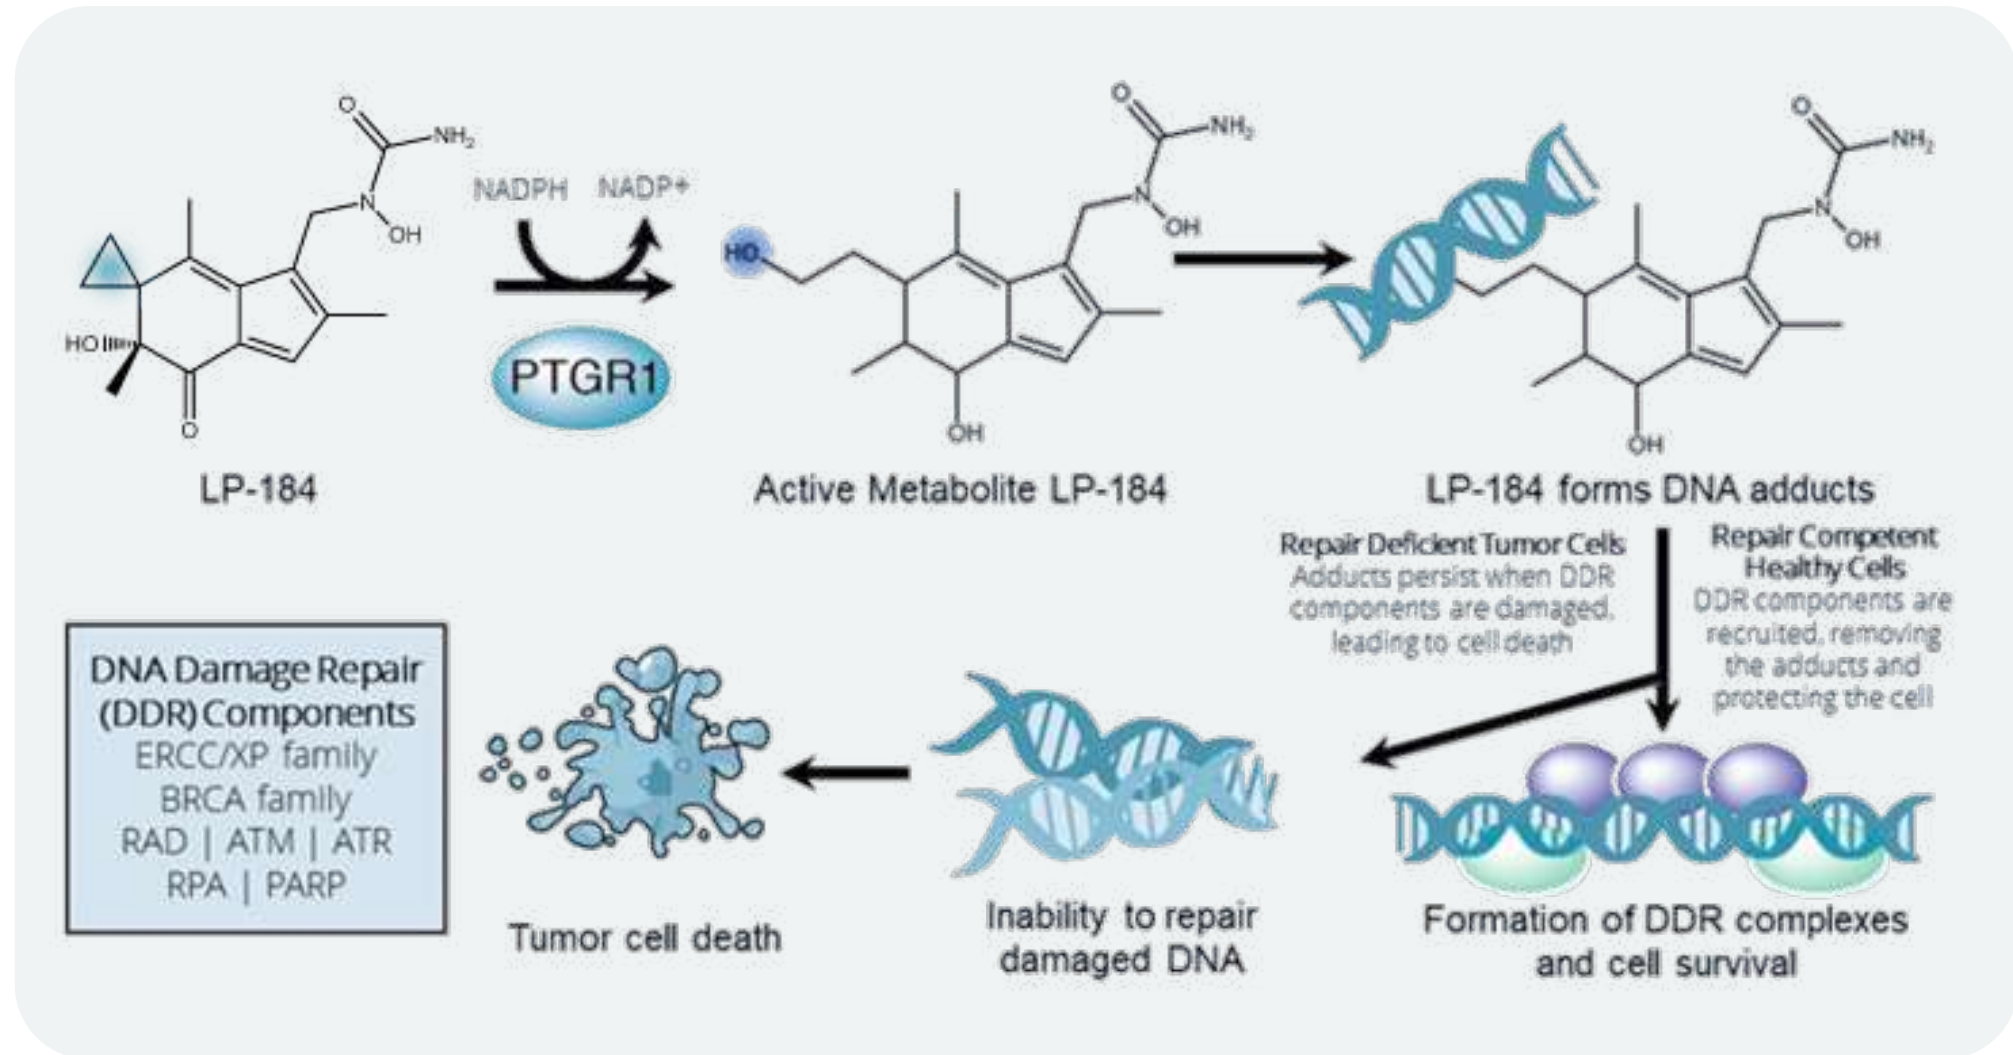 O
NH2
N
OH
HO
O
LP-184
NADPH NADP+
PTGR1
O
NH2
N
OH
HO
OH
Active Metabolite LP-184
O
NH2
N
OH
OH
LP-184 forms DNA adducts
Repair Deficient Tumor Cells
Adducts persist when DDR
components are damaged,
leading to cell death
Repair Competent
Healthy Cells
DDR components are
recruited, removing
the adducts and
protecting the cell
DNA Damage Repair
(DDR) Components
ERCC/XP family
BRCA family
RAD | ATM | ATR
RPA | PARP
Tumor cell death
Inability to repair
damaged DNA
Formation of DDR complexes
and cell survival